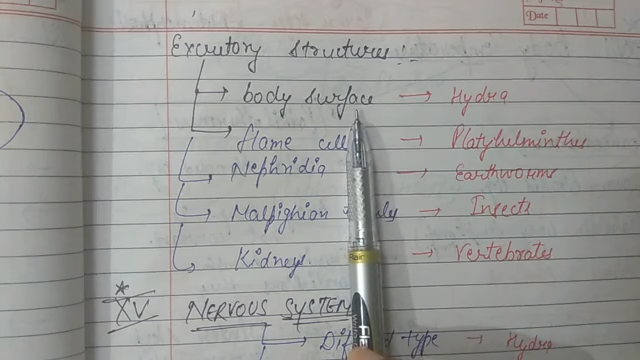 Date
Excretory structures:-
body surface → Hydra
flame cell → Platyhelminthes
Nephridia → Earthworms
Malpighian → Insects
Kidneys. → Vertebrates
XV NERVOUS SYSTEM
type → Hydra